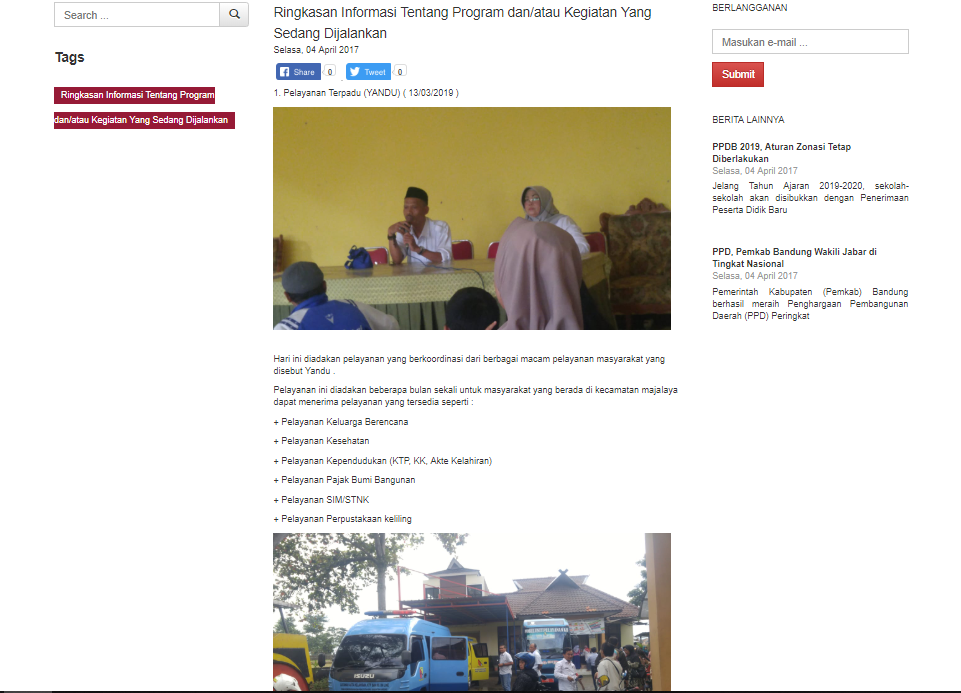 Search ...
Tags
Ringkasan Informasi Tentang Program
dan/atau Kegiatan Yang Sedang Dijalankan
Ringkasan Informasi Tentang Program dan/atau Kegiatan Yang
Sedang Dijalankan
Selasa, 04 April 2017
Share 0 Tweet 0
1. Pelayanan Terpadu (YANDU) ( 13/03/2019 )
Hari ini diadakan pelayanan yang berkoordinasi dari berbagai macam pelayanan masyarakat yang
disebut Yandu .
Pelayanan ini diadakan beberapa bulan sekali untuk masyarakat yang berada di kecamatan majalaya
dapat menerima pelayanan yang tersedia seperti :
+ Pelayanan Keluarga Berencana
+ Pelayanan Kesehatan
+ Pelayanan Kependudukan (KTP, KK, Akte Kelahiran)
+ Pelayanan Pajak Bumi Bangunan
+ Pelayanan SIM/STNK
+ Pelayanan Perpustakaan keliling
ISUZU
BERLANGGANAN
Masukan e-mail ...
Submit
BERITA LAINNYA
PPDB 2019, Aturan Zonasi Tetap
Diberlakukan
Selasa, 04 April 2017
Jelang Tahun Ajaran 2019-2020, sekolah-
sekolah akan disibukkan dengan Penerimaan
Peserta Didik Baru
PPD, Pemkab Bandung Wakili Jabar di
Tingkat Nasional
Selasa, 04 April 2017
Pemerintah Kabupaten (Pemkab) Bandung
berhasil meraih Penghargaan Pembangunan
Daerah (PPD) Peringkat